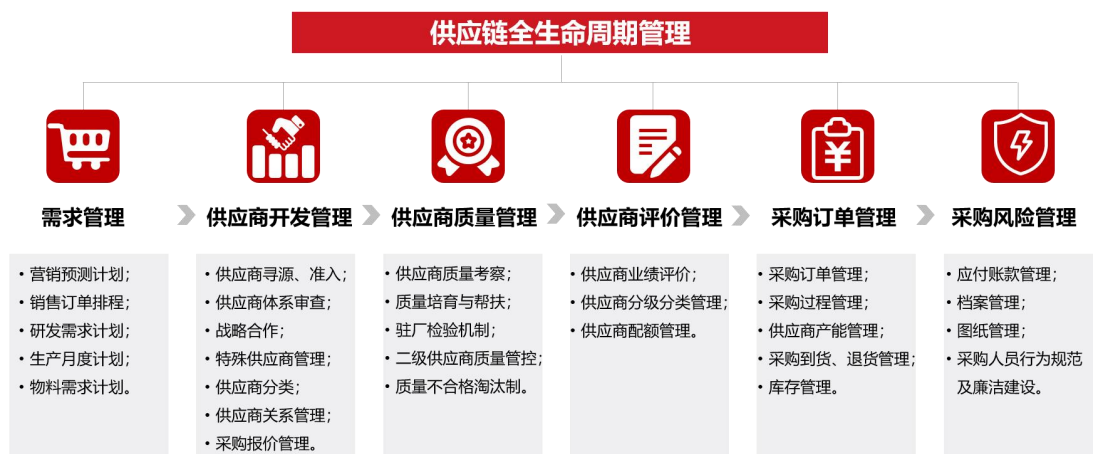 供应链全生命周期管理
需求管理
供应商开发管理
供应商质量管理
供应商评价管理
采购订单管理
采购风险管理
• 营销预测计划;
• 销售订单排程;
• 研发需求计划;
• 生产月度计划;
• 物料需求计划。
• 供应商寻源、准入;
• 供应商体系审查;
• 战略合作;
• 特殊供应商管理;
• 供应商分类;
• 供应商关系管理;
• 采购报价管理。
• 供应商质量考察;
• 质量培育与帮扶;
• 驻厂检验机制;
• 二级供应商质量管控;
• 质量不合格淘汰制。
• 供应商业绩评价;
• 供应商分级分类管理;
• 供应商配额管理。
• 采购订单管理;
• 采购过程管理;
• 供应商产能管理;
• 采购到货、退货管理;
• 库存管理。
• 应付账款管理;
• 档案管理;
• 图纸管理;
• 采购人员行为规范
及廉洁建设。